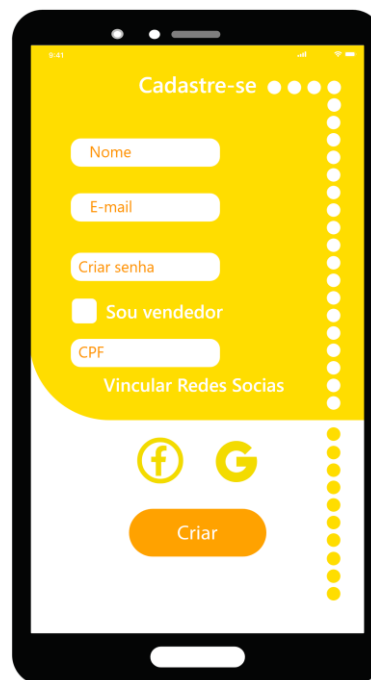 9:41
Cadastre-se
Nome
E-mail
Criar senha
Sou vendedor
CPF
Vincular Redes Socias
f G
Criar